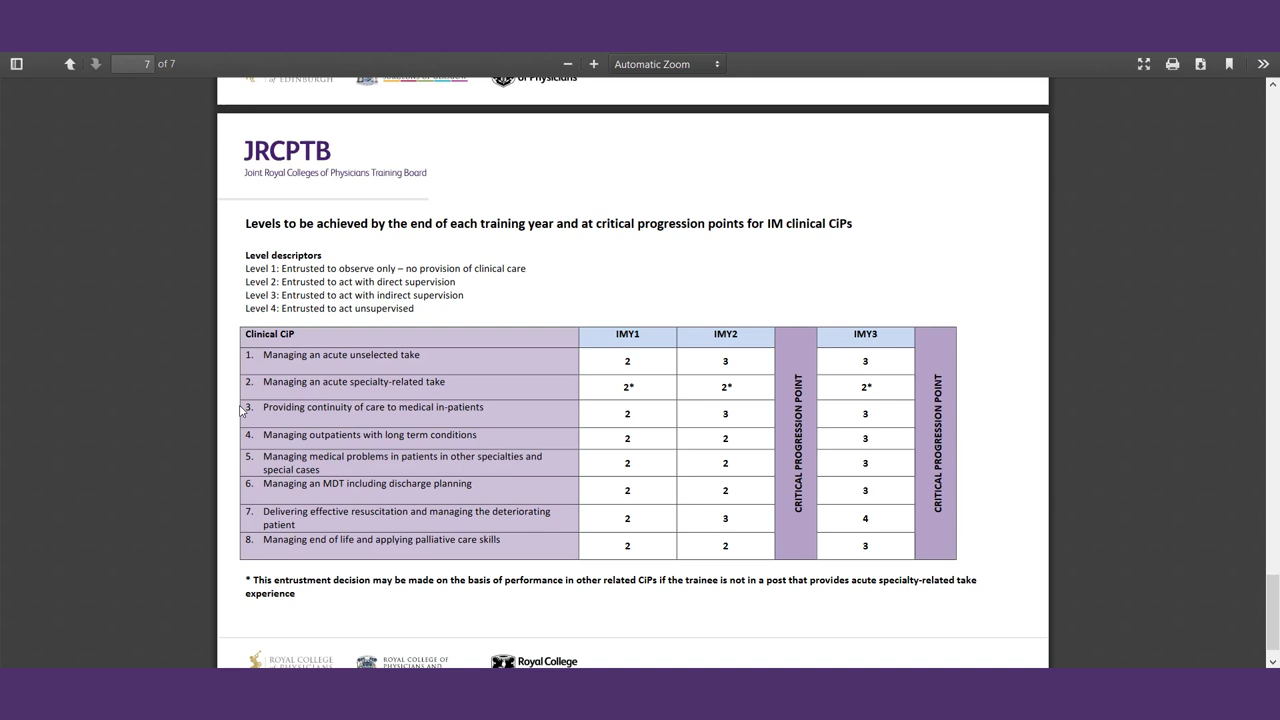 7 of 7
Automatic Zoom
of Physicians
JRCPTB
Joint Royal Colleges of Physicians Training Board
Levels to be achieved by the end of each training year and at critical progression points for IM clinical CiPs
Level descriptors
Level 1: Entrusted to observe only – no provision of clinical care
Level 2: Entrusted to act with direct supervision
Level 3: Entrusted to act with indirect supervision
Level 4: Entrusted to act unsupervised
Clinical CiP IMY1 IMY2 IMY3
1. Managing an acute unselected take 2 3 3
2. Managing an acute specialty-related take 2* 2* 2*
3. Providing continuity of care to medical in-patients 2 3 3
4. Managing outpatients with long term conditions 2 2 3
5. Managing medical problems in patients in other specialties and
special cases 2 2 3
6. Managing an MDT including discharge planning 2 2 3
7. Delivering effective resuscitation and managing the deteriorating
patient 2 3 4
8. Managing end of life and applying palliative care skills 2 2 3
CRITICAL PROGRESSION POINT
CRITICAL PROGRESSION POINT
* This entrustment decision may be made on the basis of performance in other related CiPs if the trainee is not in a post that provides acute specialty-related take
experience
ROYAL COLLEGE
ROYAL COLLEGE OF
PHYSICIANS AND
Royal College